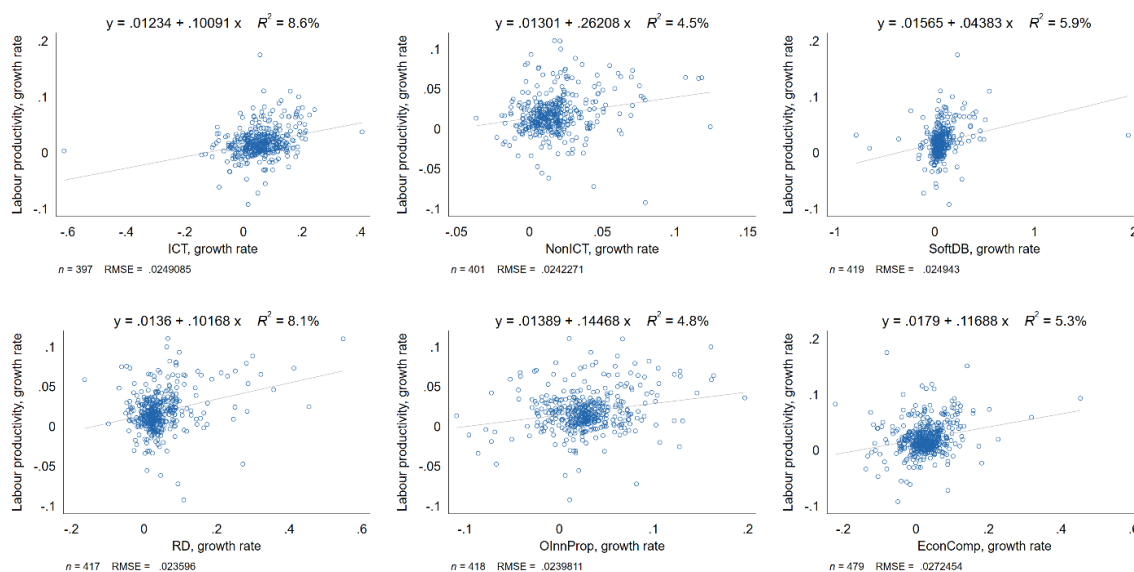 y = .01234 + .10091 x R² = 8.6%
Labour productivity, growth rate
.2
.1
0
-.1
-.6 -.4 -.2 0 .2 .4
ICT, growth rate
n = 397 RMSE = .0249085
y = .01301 + .26208 x R² = 4.5%
Labour productivity, growth rate
.1
.05
0
-.05
-.1
-.05 0 .05 .1 .15
NonICT, growth rate
n = 401 RMSE = .0242271
y = .01565 + .04383 x R² = 5.9%
Labour productivity, growth rate
.2
.1
0
-.1
-1 0 1 2
SoftDB, growth rate
n = 419 RMSE = .024943
y = .0136 + .10168 x R² = 8.1%
Labour productivity, growth rate
.1
.05
0
-.05
-.1
-.2 0 .2 .4 .6
RD, growth rate
n = 417 RMSE = .023596
y = .01389 + .14468 x R² = 4.8%
Labour productivity, growth rate
.1
.05
0
-.05
-.1
-.1 0 .1 .2
OInnProp, growth rate
n = 418 RMSE = .0239811
y = .0179 + .11688 x R² = 5.3%
Labour productivity, growth rate
.2
.1
0
-.1
-.2 0 .2 .4 .6
EconComp, growth rate
n = 479 RMSE = .0272454